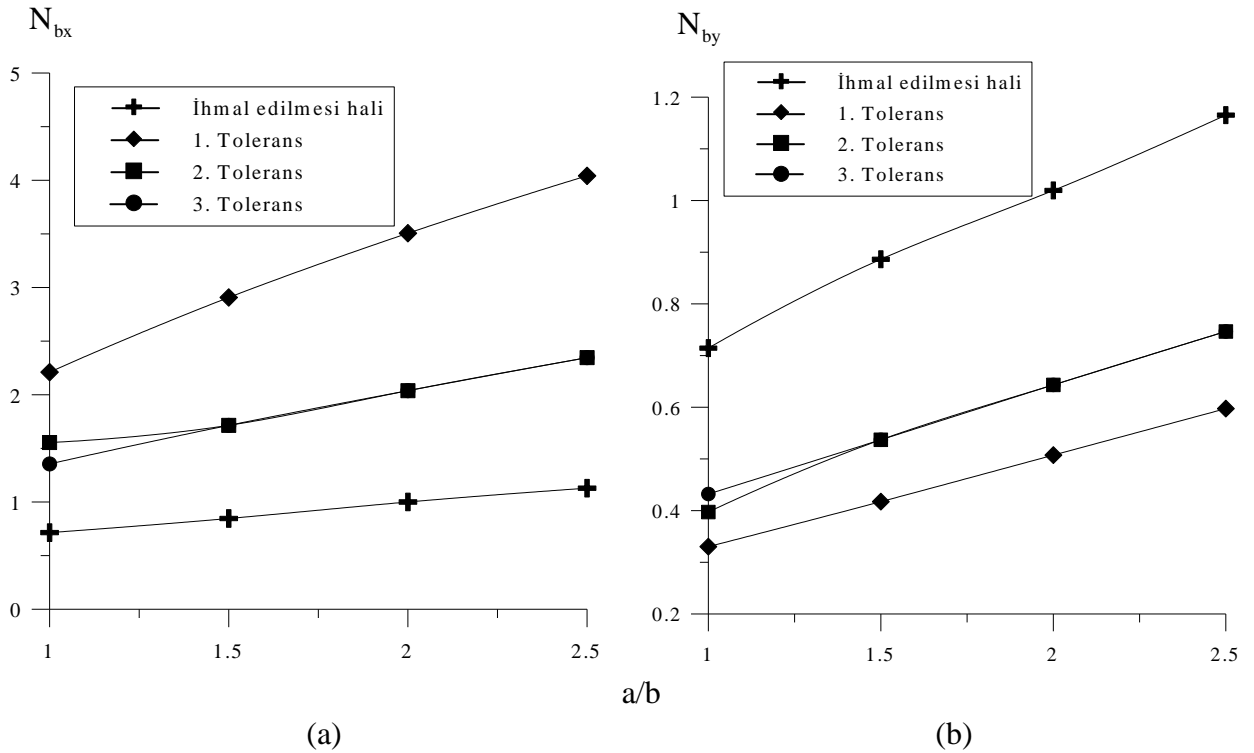 N_bx
5
4
3
2
1
0
1
1.5
2
2.5
İhmal edilmesi hali
1. Tolerans
2. Tolerans
3. Tolerans
N_by
1.2
1
0.8
0.6
0.4
0.2
1
1.5
2
2.5
İhmal edilmesi hali
1. Tolerans
2. Tolerans
3. Tolerans
a/b
(a)
(b)